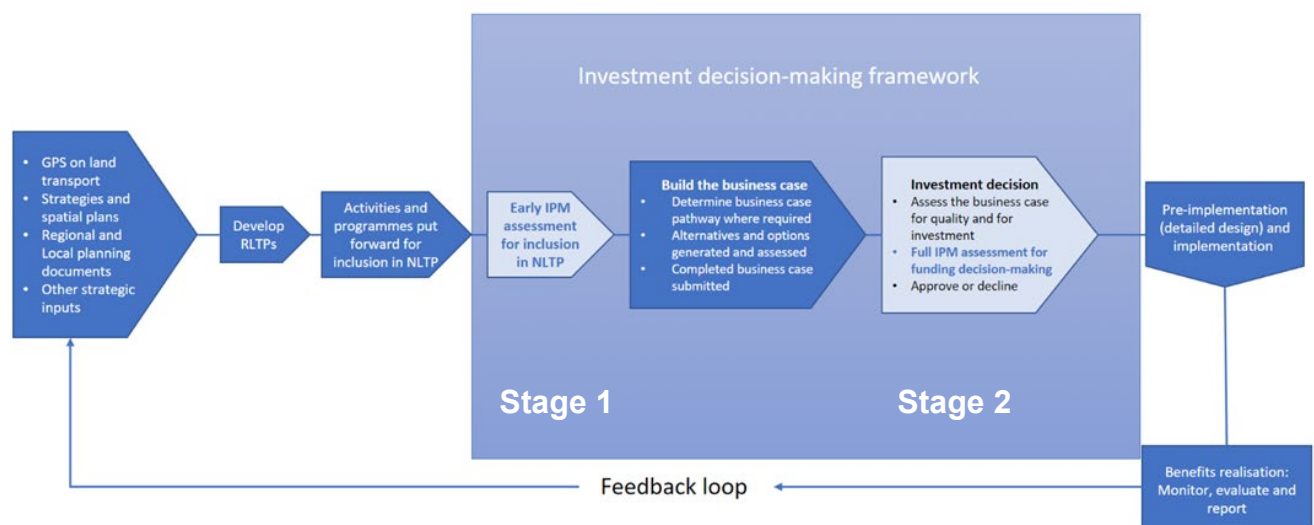 Investment decision-making framework
• GPS on land
transport
• Strategies and
spatial plans
• Regional and
Local planning
documents
• Other strategic
inputs
Develop
RLTPs
Activities and
programmes put
forward for
inclusion in NLTP
Early IPM
assessment
for inclusion
in NLTP
Build the business case
• Determine business case
pathway where required
• Alternatives and options
generated and assessed
• Completed business case
submitted
Investment decision
• Assess the business case
for quality and for
investment
• Full IPM assessment for
funding decision-making
• Approve or decline
Pre-implementation
(detailed design) and
implementation
Stage 1
Stage 2
Feedback loop
Benefits realisation:
Monitor, evaluate and
report